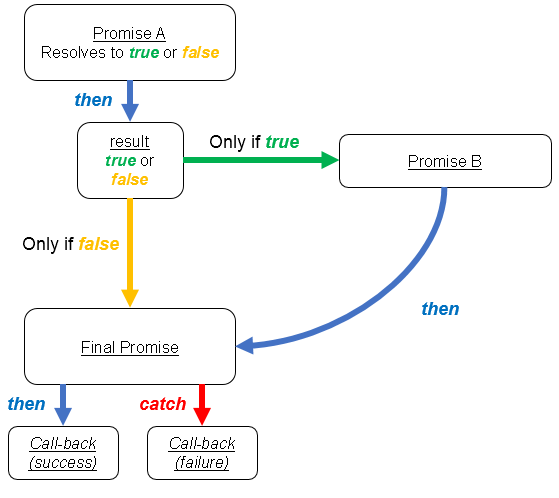 Promise A
Resolves to true or false
then
result
true or
false
Only if true
Promise B
Only if false
then
Final Promise
then
catch
Call-back
(success)
Call-back
(failure)